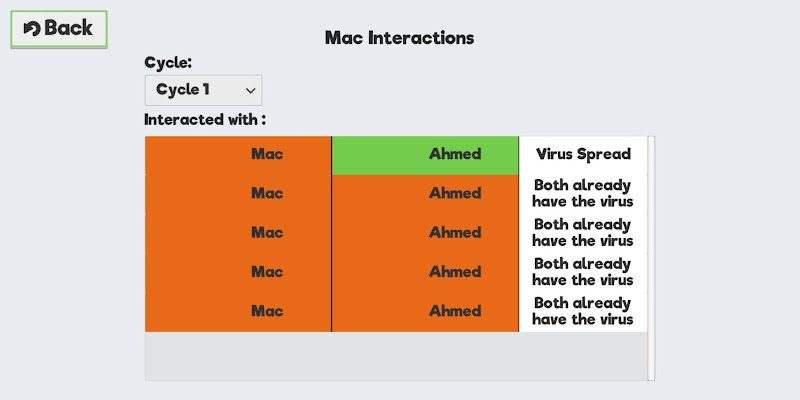 Back
Mac Interactions
Cycle:
Cycle 1
Interacted with :
Mac Ahmed Virus Spread
Mac Ahmed Both already
have the virus
Mac Ahmed Both already
have the virus
Mac Ahmed Both already
have the virus
Mac Ahmed Both already
have the virus